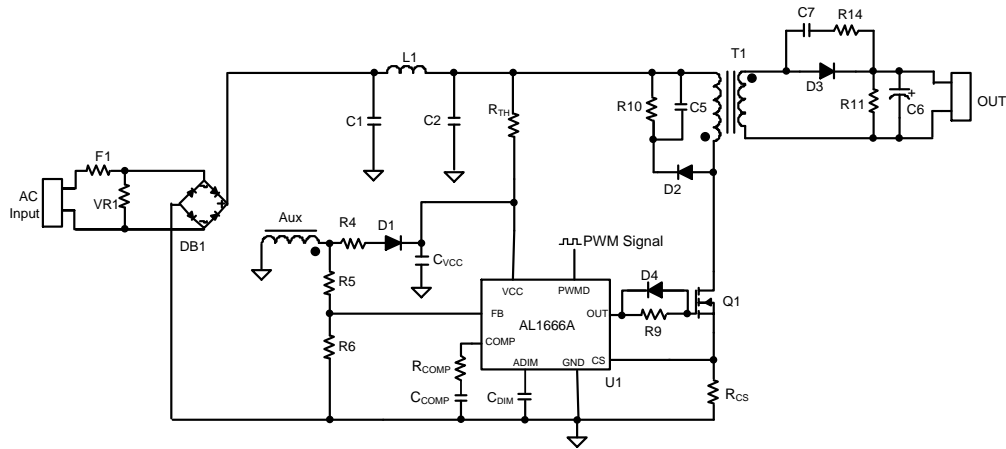 C7
R14
L1
T1
D3
R10
C5
R11
C6
+
OUT
C1
C2
RTH
F1
D2
AC
Input
VR1
+
DB1
Aux
R4
D1
CVCC
PWM Signal
R5
VCC
PWMD
D4
Q1
FB
AL1666A
OUT
R9
R6
COMP
RCOMP
ADIM
GND
CS
U1
CCOMP
CDIM
RCS